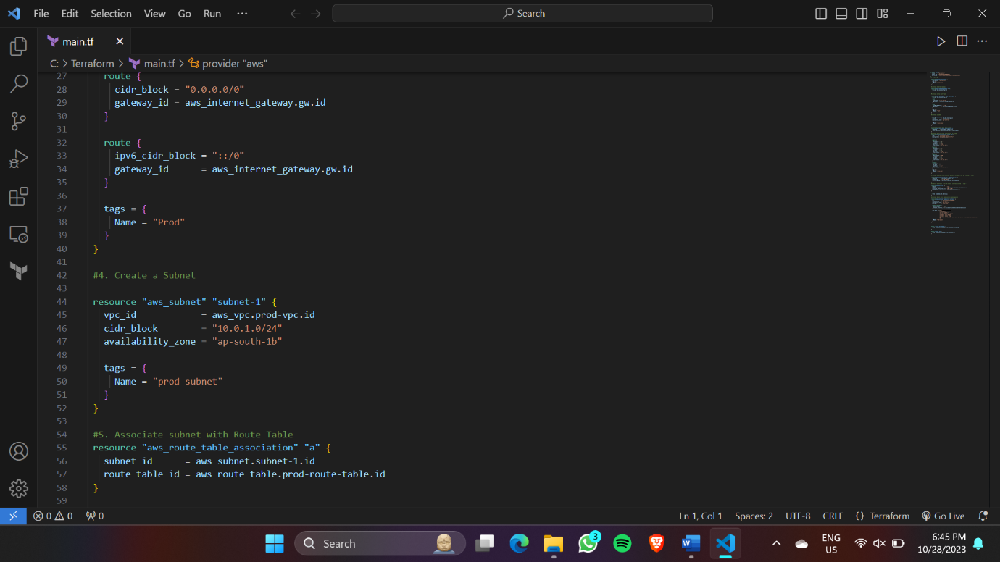 File Edit Selection View Go Run ···
Search
main.tf
C: > Terraform > main.tf > provider "aws"
27 route {
28 cidr_block = "0.0.0.0/0"
29 gateway_id = aws_internet_gateway.gw.id
30 }
31
32 route {
33 ipv6_cidr_block = "::/0"
34 gateway_id = aws_internet_gateway.gw.id
35 }
36
37 tags = {
38 Name = "Prod"
39 }
40 }
41
42 #4. Create a Subnet
43
44 resource "aws_subnet" "subnet-1" {
45 vpc_id = aws_vpc.prod-vpc.id
46 cidr_block = "10.0.1.0/24"
47 availability_zone = "ap-south-1b"
48
49 tags = {
50 Name = "prod-subnet"
51 }
52 }
53
54 #5. Associate subnet with Route Table
55 resource "aws_route_table_association" "a" {
56 subnet_id = aws_subnet.subnet-1.id
57 route_table_id = aws_route_table.prod-route-table.id
58 }
59
0 0 0 Ln 1, Col 1 Spaces: 2 UTF-8 CRLF {} Terraform Go Live
Search 3 ENG US 6:45 PM 10/28/2023